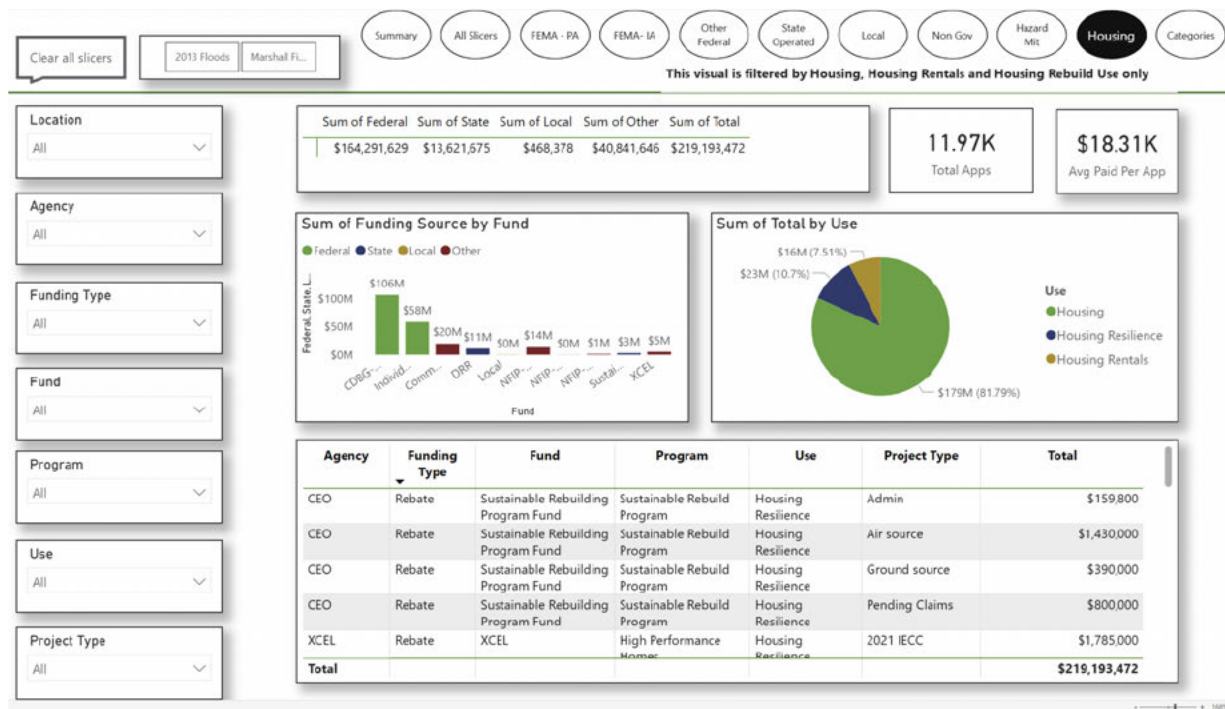 Clear all slicers
2013 Floods
Marshall Fi...
Summary
All Slicers
FEMA - PA
FEMA- IA
Other
Federal
State
Operated
Local
Non Gov
Hazard
Mit
Housing
Categories
This visual is filtered by Housing, Housing Rentals and Housing Rebuild Use only
Location
All
Agency
All
Funding Type
All
Fund
All
Program
All
Use
All
Project Type
All
Sum of Federal Sum of State Sum of Local Sum of Other Sum of Total
$164,291,629 $13,621,675 $468,378 $40,841,646 $219,193,472
11.97K
Total Apps
$18.31K
Avg Paid Per App
Sum of Funding Source by Fund
Federal State Local Other
Federal, State, L...
$100M
$50M
$0M
$106M
$58M
$20M
$11M
$0M
$14M
$0M
$1M
$3M
$5M
CDBG-...
Individ...
Comm...
DRR
Local
NFIP-...
NFIP-...
NFIP-...
Sustai...
XCEL
Fund
Sum of Total by Use
$16M (7.51%)
$23M (10.7%)
$179M (81.79%)
Use
Housing
Housing Resilience
Housing Rentals
Agency Funding Fund Program Use Project Type Total
Type
CEO Rebate Sustainable Rebuilding Sustainable Rebuild Housing Admin $159,800
Program Fund Program Resilience
CEO Rebate Sustainable Rebuilding Sustainable Rebuild Housing Air source $1,430,000
Program Fund Program Resilience
CEO Rebate Sustainable Rebuilding Sustainable Rebuild Housing Ground source $390,000
Program Fund Program Resilience
CEO Rebate Sustainable Rebuilding Sustainable Rebuild Housing Pending Claims $800,000
Program Fund Program Resilience
XCEL Rebate XCEL High Performance Housing 2021 IECC $1,785,000
Homes Resilience
Total $219,193,472